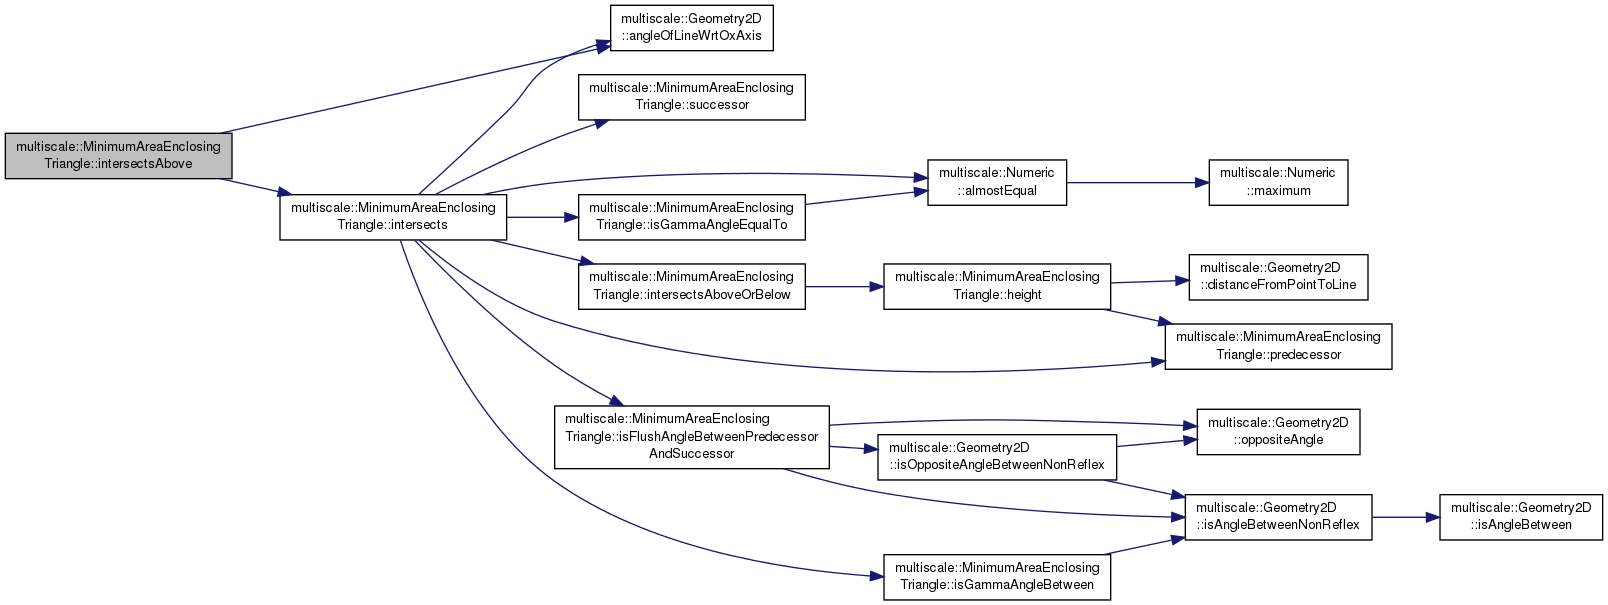 multiscale::MinimumAreaEnclosing
Triangle::intersectsAbove
multiscale::Geometry2D
::angleOfLineWrtOxAxis
multiscale::MinimumAreaEnclosing
Triangle::successor
multiscale::MinimumAreaEnclosing
Triangle::intersects
multiscale::Numeric
::almostEqual
multiscale::Numeric
::maximum
multiscale::MinimumAreaEnclosing
Triangle::isGammaAngleEqualTo
multiscale::MinimumAreaEnclosing
Triangle::intersectsAboveOrBelow
multiscale::MinimumAreaEnclosing
Triangle::height
multiscale::Geometry2D
::distanceFromPointToLine
multiscale::MinimumAreaEnclosing
Triangle::predecessor
multiscale::MinimumAreaEnclosing
Triangle::isFlushAngleBetweenPredecessor
AndSuccessor
multiscale::Geometry2D
::isOppositeAngleBetweenNonReflex
multiscale::Geometry2D
::oppositeAngle
multiscale::Geometry2D
::isAngleBetweenNonReflex
multiscale::Geometry2D
::isAngleBetween
multiscale::MinimumAreaEnclosing
Triangle::isGammaAngleBetween